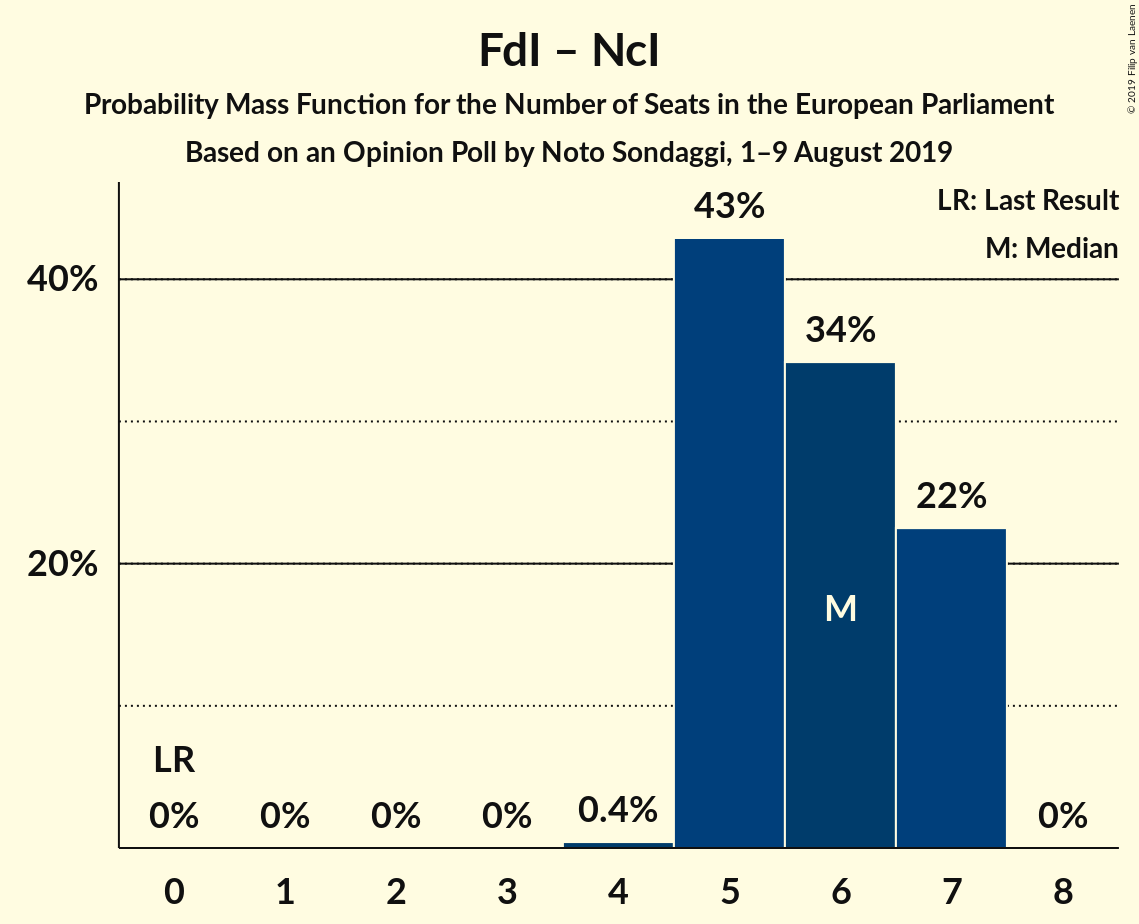 FdI – NcI
Probability Mass Function for the Number of Seats in the European Parliament
Based on an Opinion Poll by Noto Sondaggi, 1–9 August 2019
© 2019 Filip van Laenen
LR: Last Result
M: Median
43%
40%
34%
22%
20%
M
LR
0% 0% 0% 0% 0.4% 0%
0 1 2 3 4 5 6 7 8